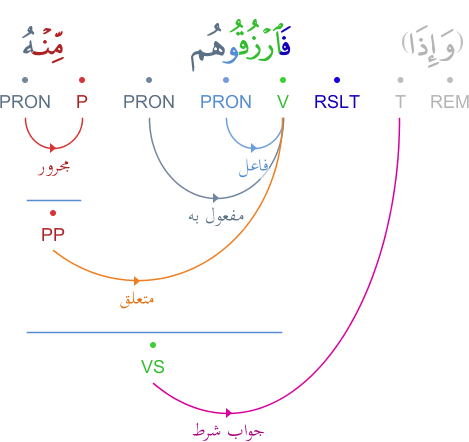 (وَإِذَا) فَٱرْزُقُوهُم مِّنْهُ
PRON P PRON PRON V RSLT T REM
مجرور
فاعل
مفعول به
PP
متعلق
VS
جواب شرط